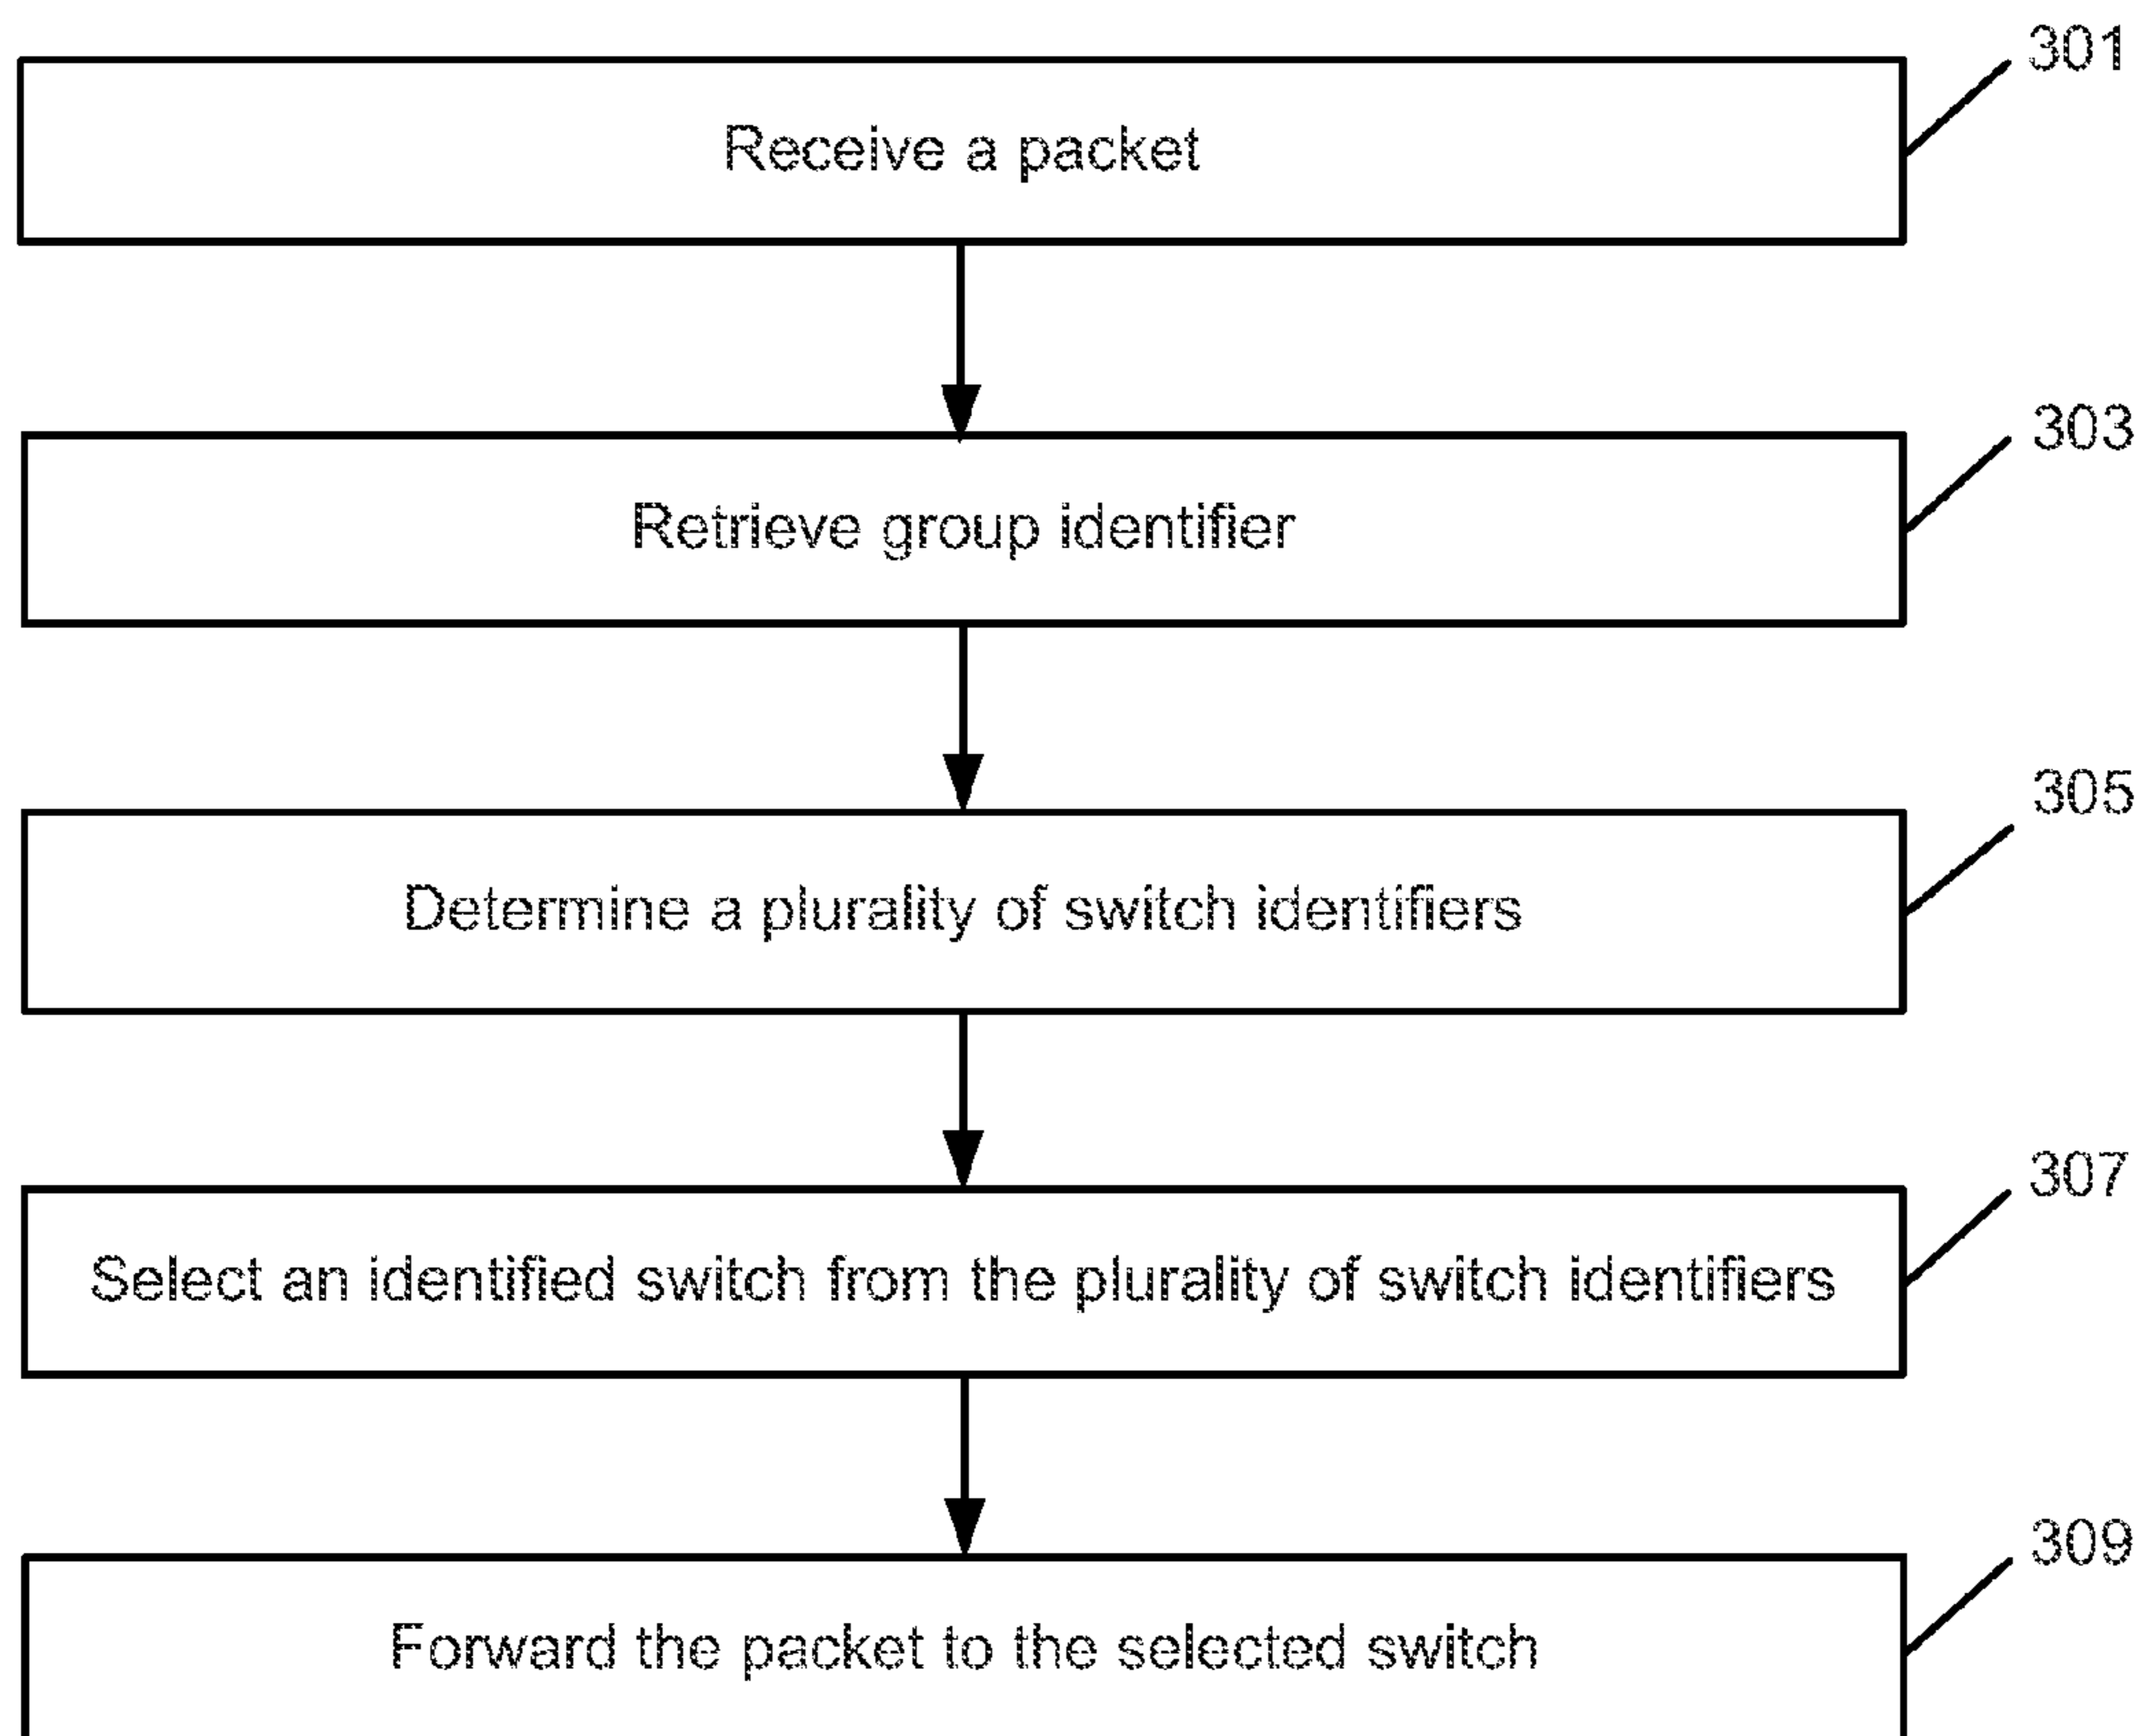 301
Receive a packet
303
Retrieve group identifier
305
Determine a plurality of switch identifiers
307
Select an identified switch from the plurality of switch identifiers
309
Forward the packet to the selected switch